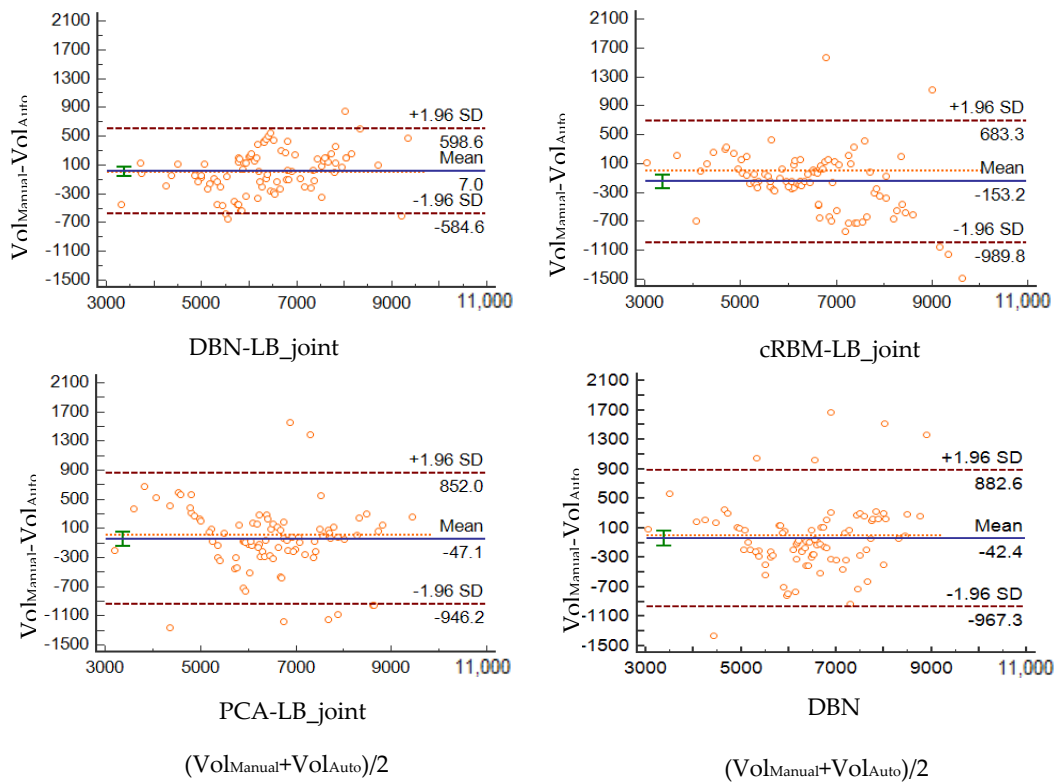 2100
1700
1300
900
500
100
-300
-700
-1100
-1500
VolManual-VolAuto
+1.96 SD
598.6
Mean
7.0
-1.96 SD
-584.6
3000 5000 7000 9000 11,000
DBN-LB_joint
2100
1700
1300
900
500
100
-300
-700
-1100
-1500
VolManual-VolAuto
+1.96 SD
683.3
Mean
-153.2
-1.96 SD
-989.8
3000 5000 7000 9000 11,000
cRBM-LB_joint
2100
1700
1300
900
500
100
-300
-700
-1100
-1500
VolManual-VolAuto
+1.96 SD
852.0
Mean
-47.1
-1.96 SD
-946.2
3000 5000 7000 9000 11,000
PCA-LB_joint
(VolManual+VolAuto)/2
2100
1700
1300
900
500
100
-300
-700
-1100
-1500
VolManual-VolAuto
+1.96 SD
882.6
Mean
-42.4
-1.96 SD
-967.3
3000 5000 7000 9000 11,000
DBN
(VolManual+VolAuto)/2